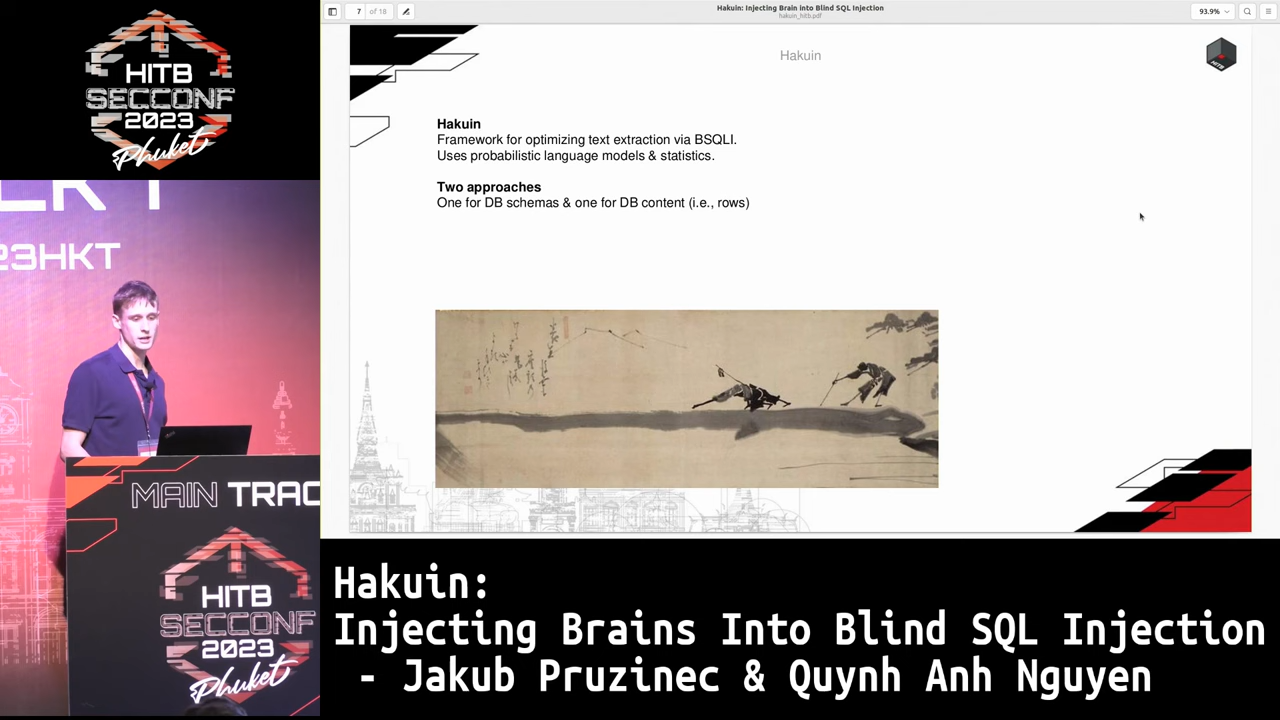 HITB
SECCONF
2023
Phuket
LK 1
23HKT
MAIN TRAC
HITB
SECCONF
2023
Phuket
7 of 18
Hakuin: Injecting Brain into Blind SQL Injection
hakuin_hitb.pdf
93.9%
Hakuin
HITB
Hakuin
Framework for optimizing text extraction via BSQLI.
Uses probabilistic language models & statistics.
Two approaches
One for DB schemas & one for DB content (i.e., rows)
Hakuin:
Injecting Brains Into Blind SQL Injection
- Jakub Pruzinec & Quynh Anh Nguyen